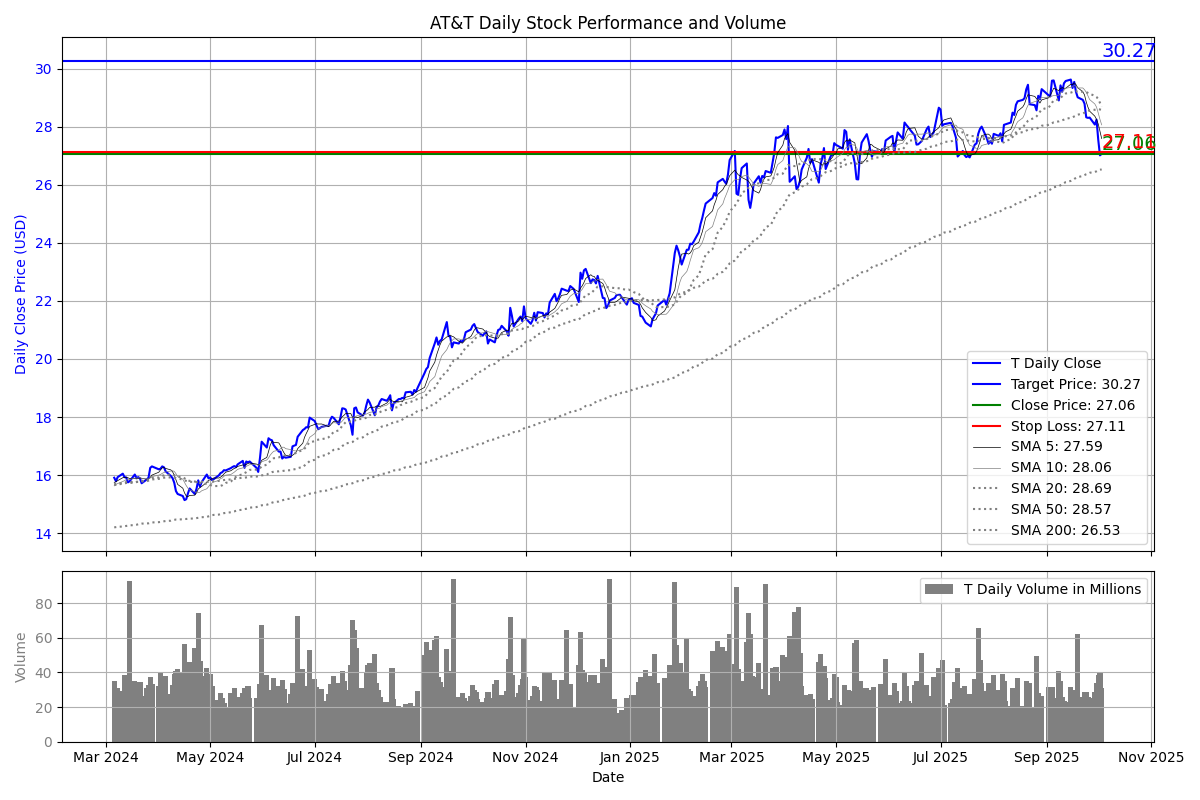 AT&T Daily Stock Performance and Volume
30.27
27.11
27.06
Daily Close Price (USD)
30
28
26
24
22
20
18
16
14
T Daily Close
Target Price: 30.27
Close Price: 27.06
Stop Loss: 27.11
SMA 5: 27.59
SMA 10: 28.06
SMA 20: 28.69
SMA 50: 28.57
SMA 200: 26.53
T Daily Volume in Millions
Volume
80
60
40
20
0
Mar 2024 May 2024 Jul 2024 Sep 2024 Nov 2024 Jan 2025 Mar 2025 May 2025 Jul 2025 Sep 2025 Nov 2025
Date